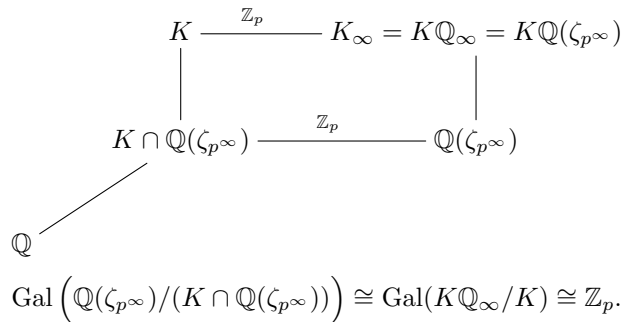 ℤ_p
K K_∞ = Kℚ_∞ = Kℚ(ζ_{p^∞})
ℤ_p
K ∩ ℚ(ζ_{p^∞}) ℚ(ζ_{p^∞})
ℚ
Gal(ℚ(ζ_{p^∞})/(K ∩ ℚ(ζ_{p^∞}))) ≅ Gal(Kℚ_∞/K) ≅ ℤ_p.